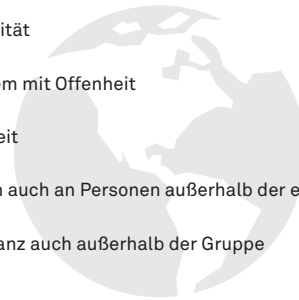 ität
em mit Offenheit
eit
auch an Personen außerhalb der e
anz auch außerhalb der Gruppe